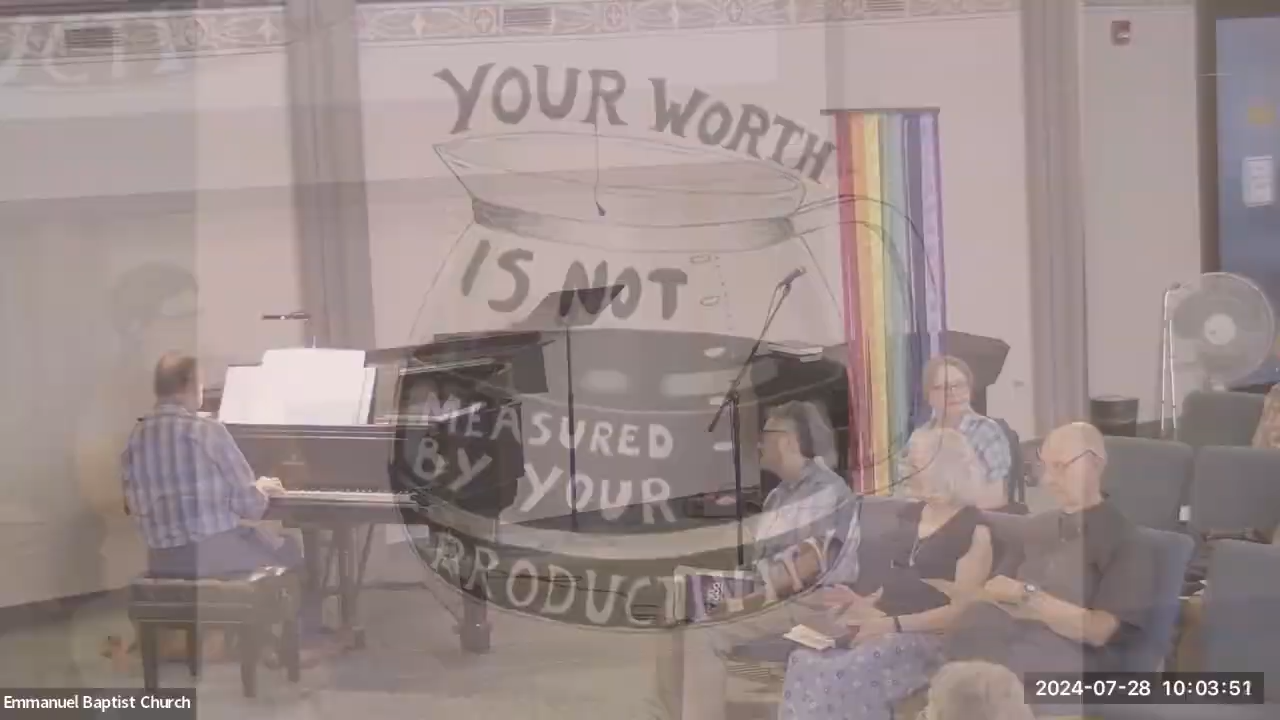 YOUR WORTH
IS NOT
MEASURED
BY YOUR
PRODUCTIVITY
Emmanuel Baptist Church
2024-07-28 10:03:51